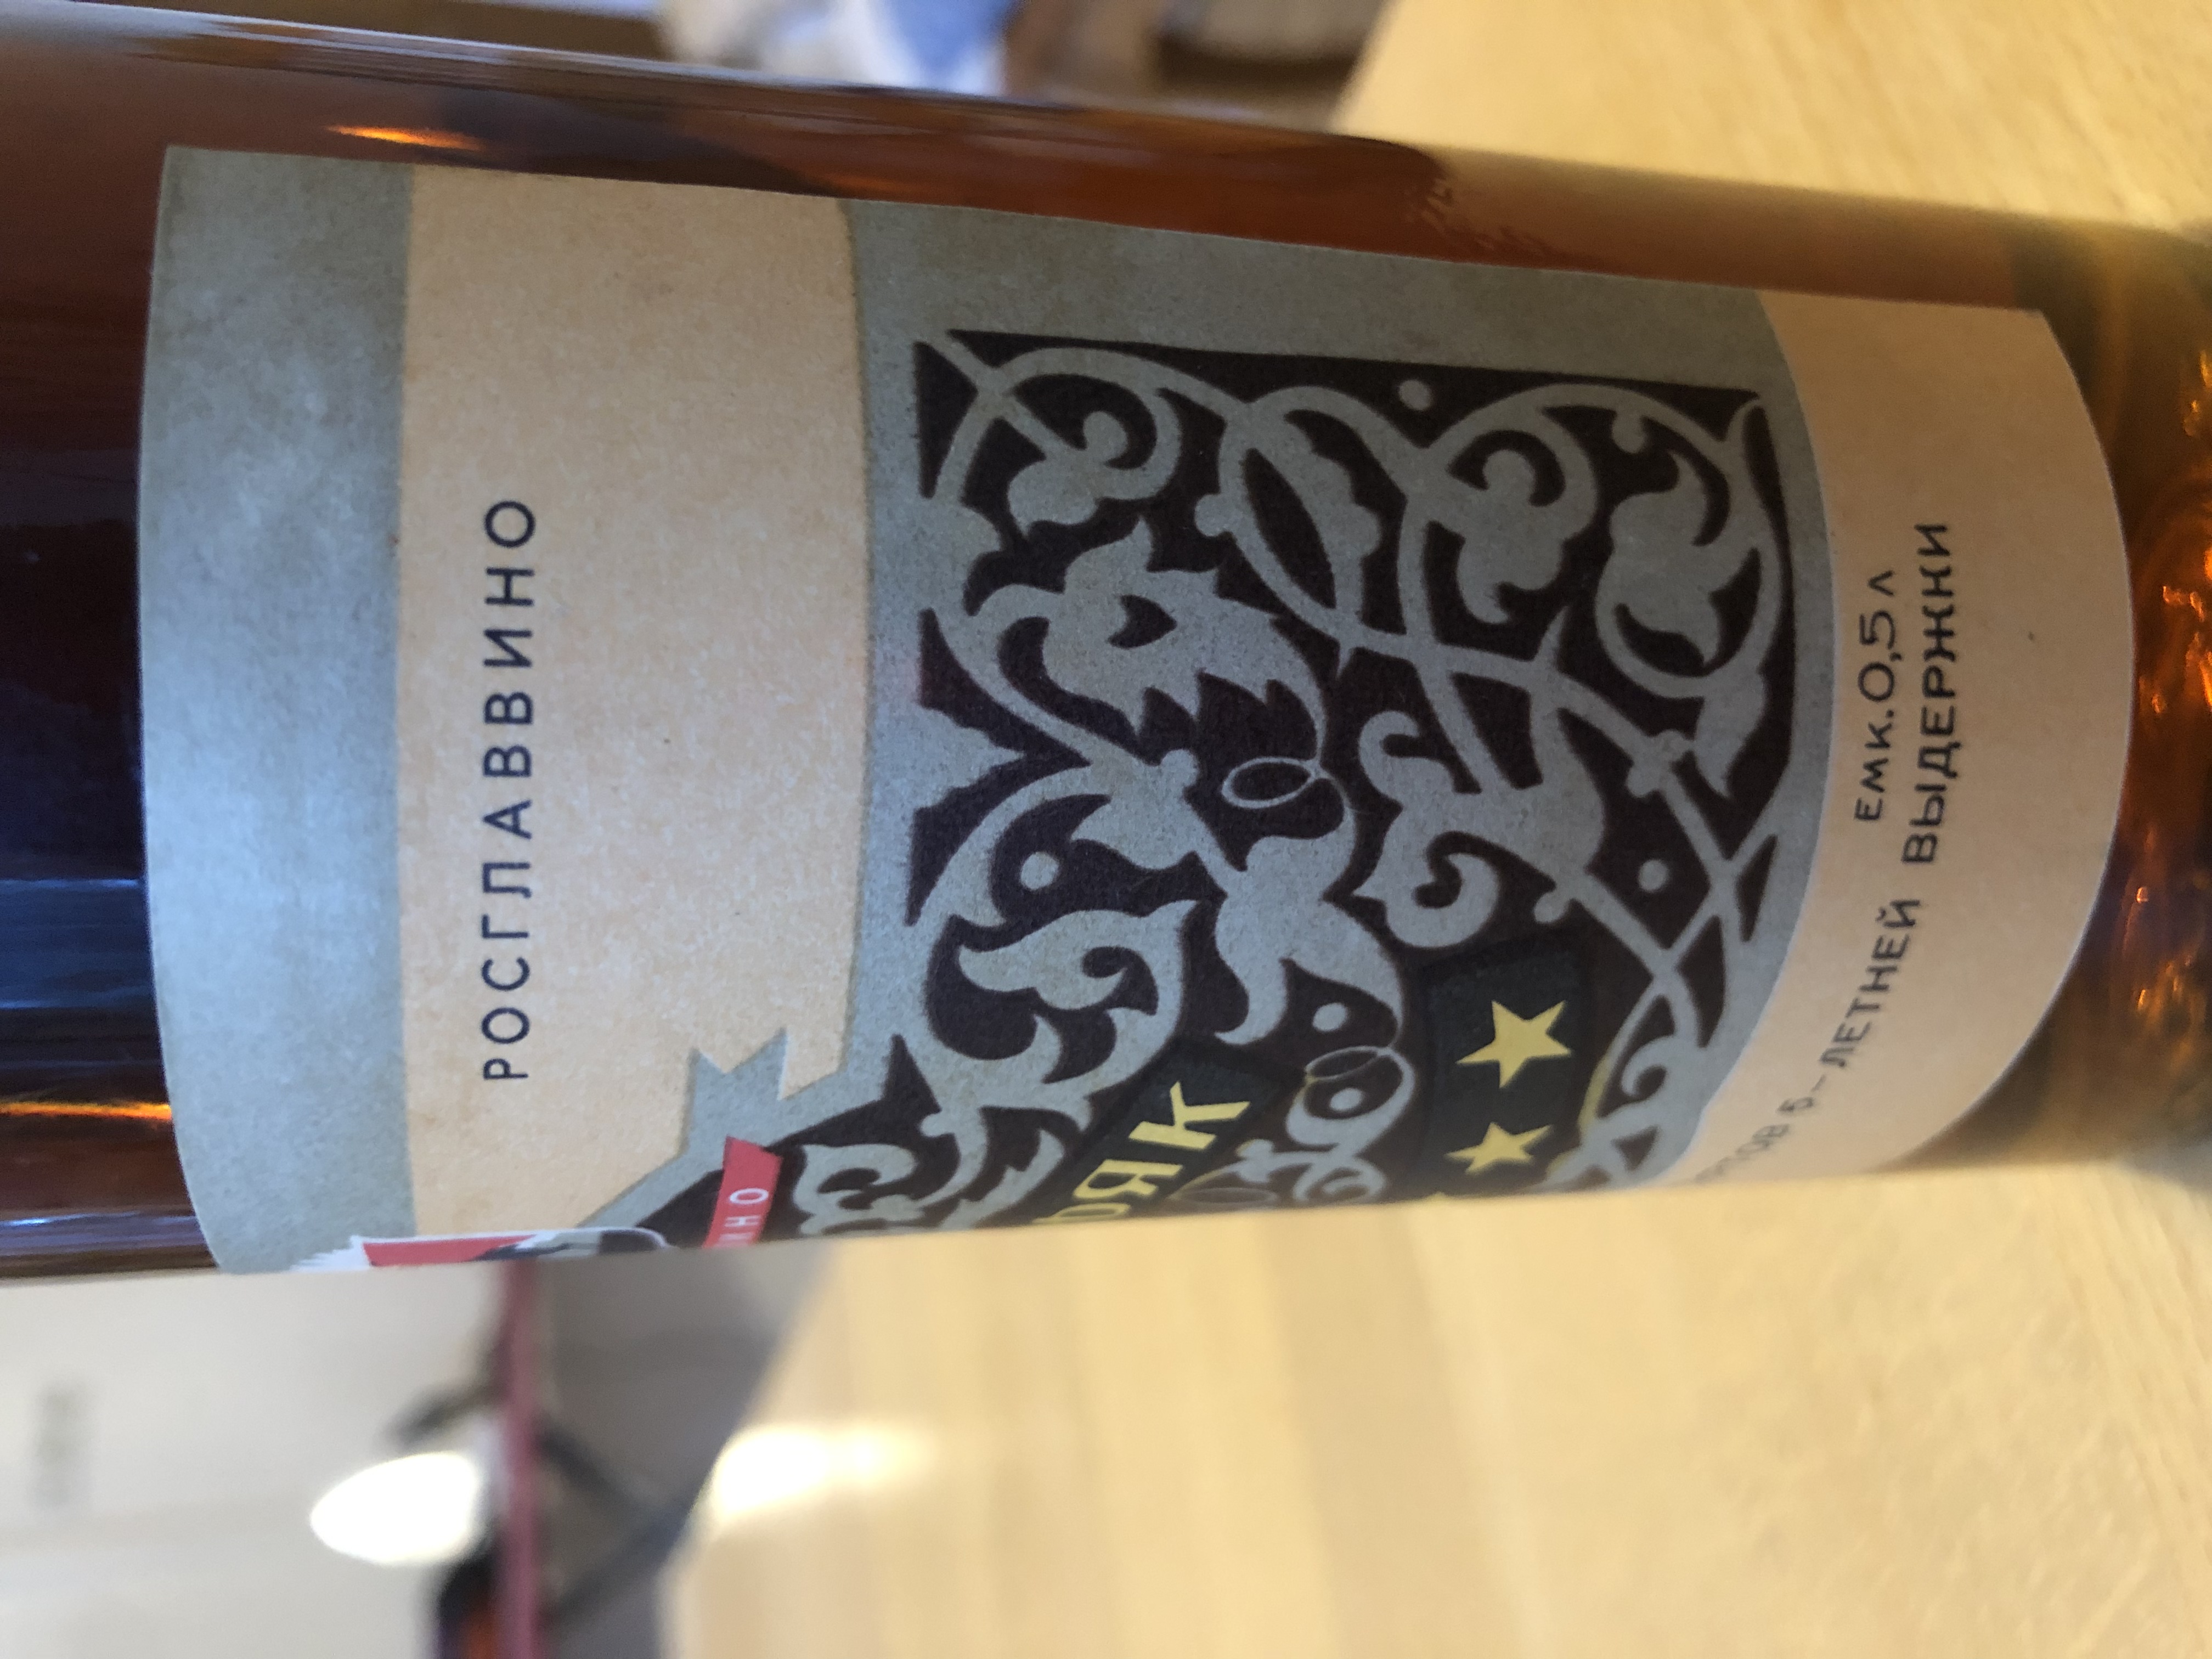 РОСГЛАВВИНО
ЕМК.0,5Л
5-ЛЕТНЕЙ ВЫДЕРЖКИ